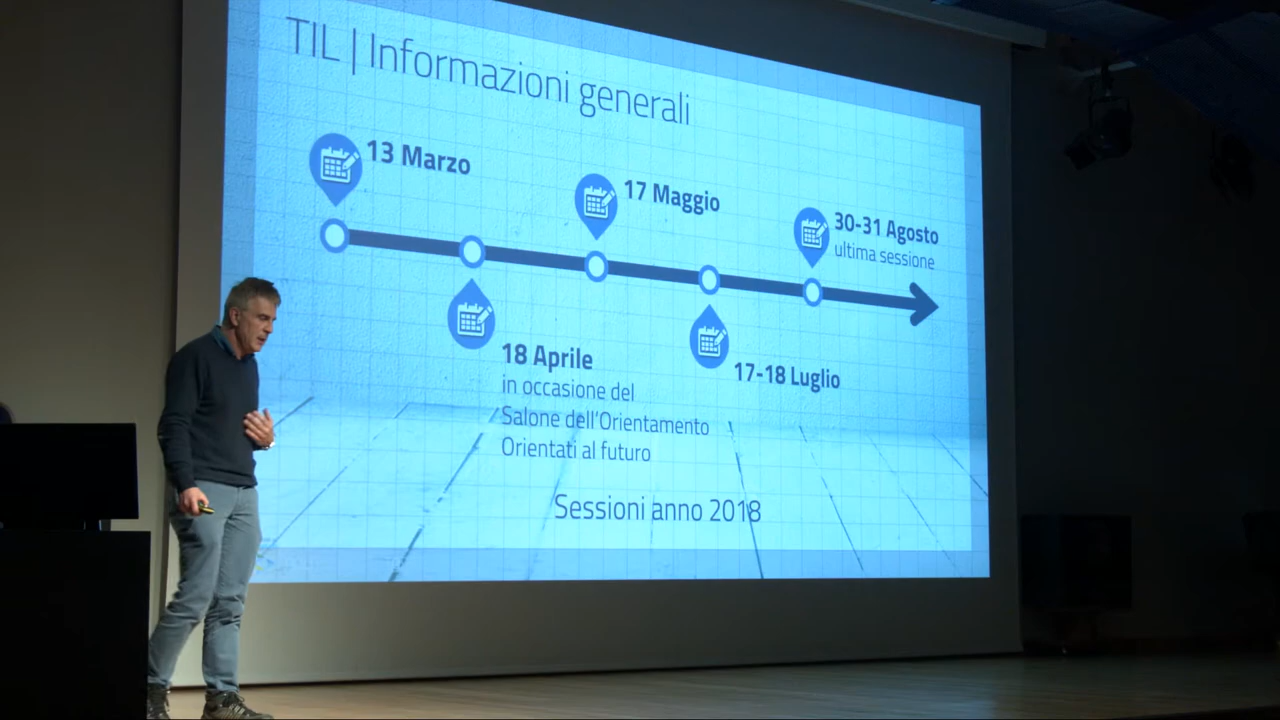 TIL | Informazioni generali
13 Marzo
17 Maggio
30-31 Agosto
ultima sessione
18 Aprile
in occasione del
Salone dell'Orientamento
Orientati al futuro
17-18 Luglio
Sessioni anno 2018